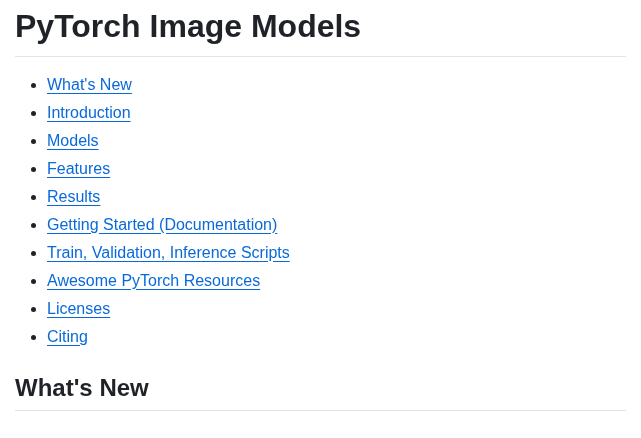 PyTorch Image Models
What's New
Introduction
Models
Features
Results
Getting Started (Documentation)
Train, Validation, Inference Scripts
Awesome PyTorch Resources
Licenses
Citing
What's New